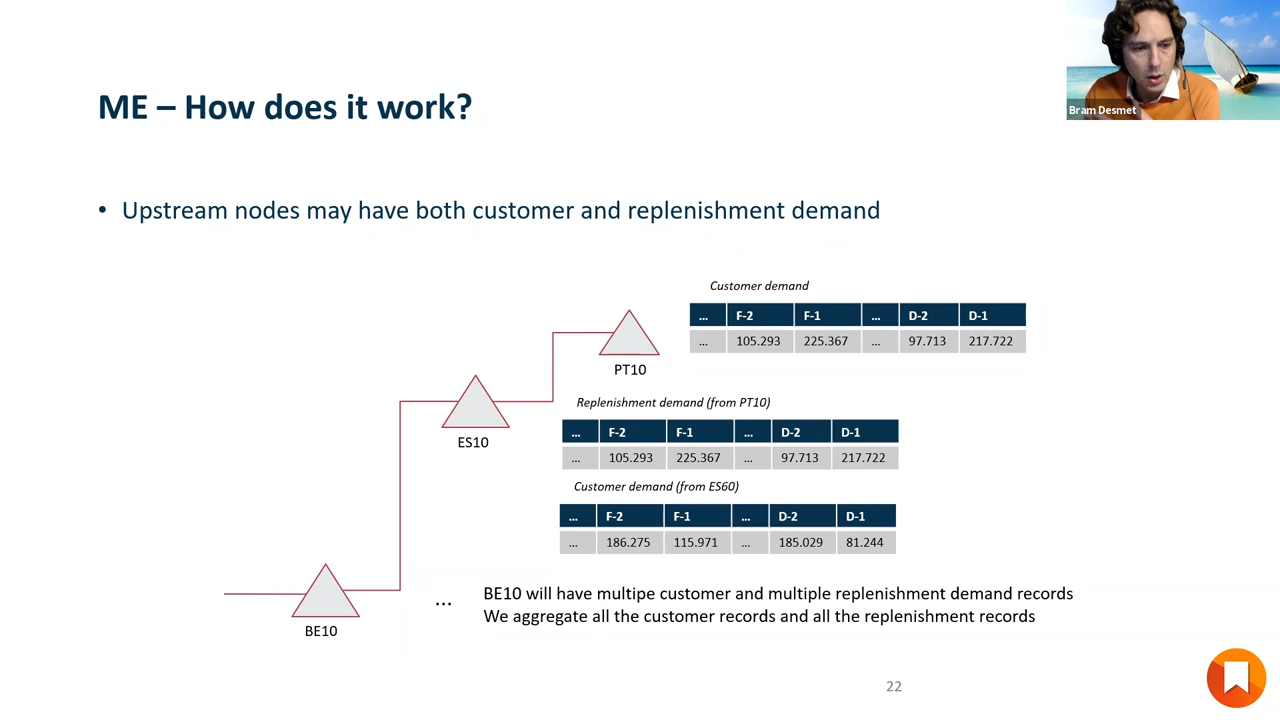 Bram Desmet
ME – How does it work?
• Upstream nodes may have both customer and replenishment demand
Customer demand
... F-2 F-1 ... D-2 D-1
... 105.293 225.367 ... 97.713 217.722
PT10
Replenishment demand (from PT10)
... F-2 F-1 ... D-2 D-1
... 105.293 225.367 ... 97.713 217.722
ES10
Customer demand (from ES60)
... F-2 F-1 ... D-2 D-1
... 186.275 115.971 ... 185.029 81.244
...
BE10 will have multipe customer and multiple replenishment demand records
We aggregate all the customer records and all the replenishment records
BE10
22